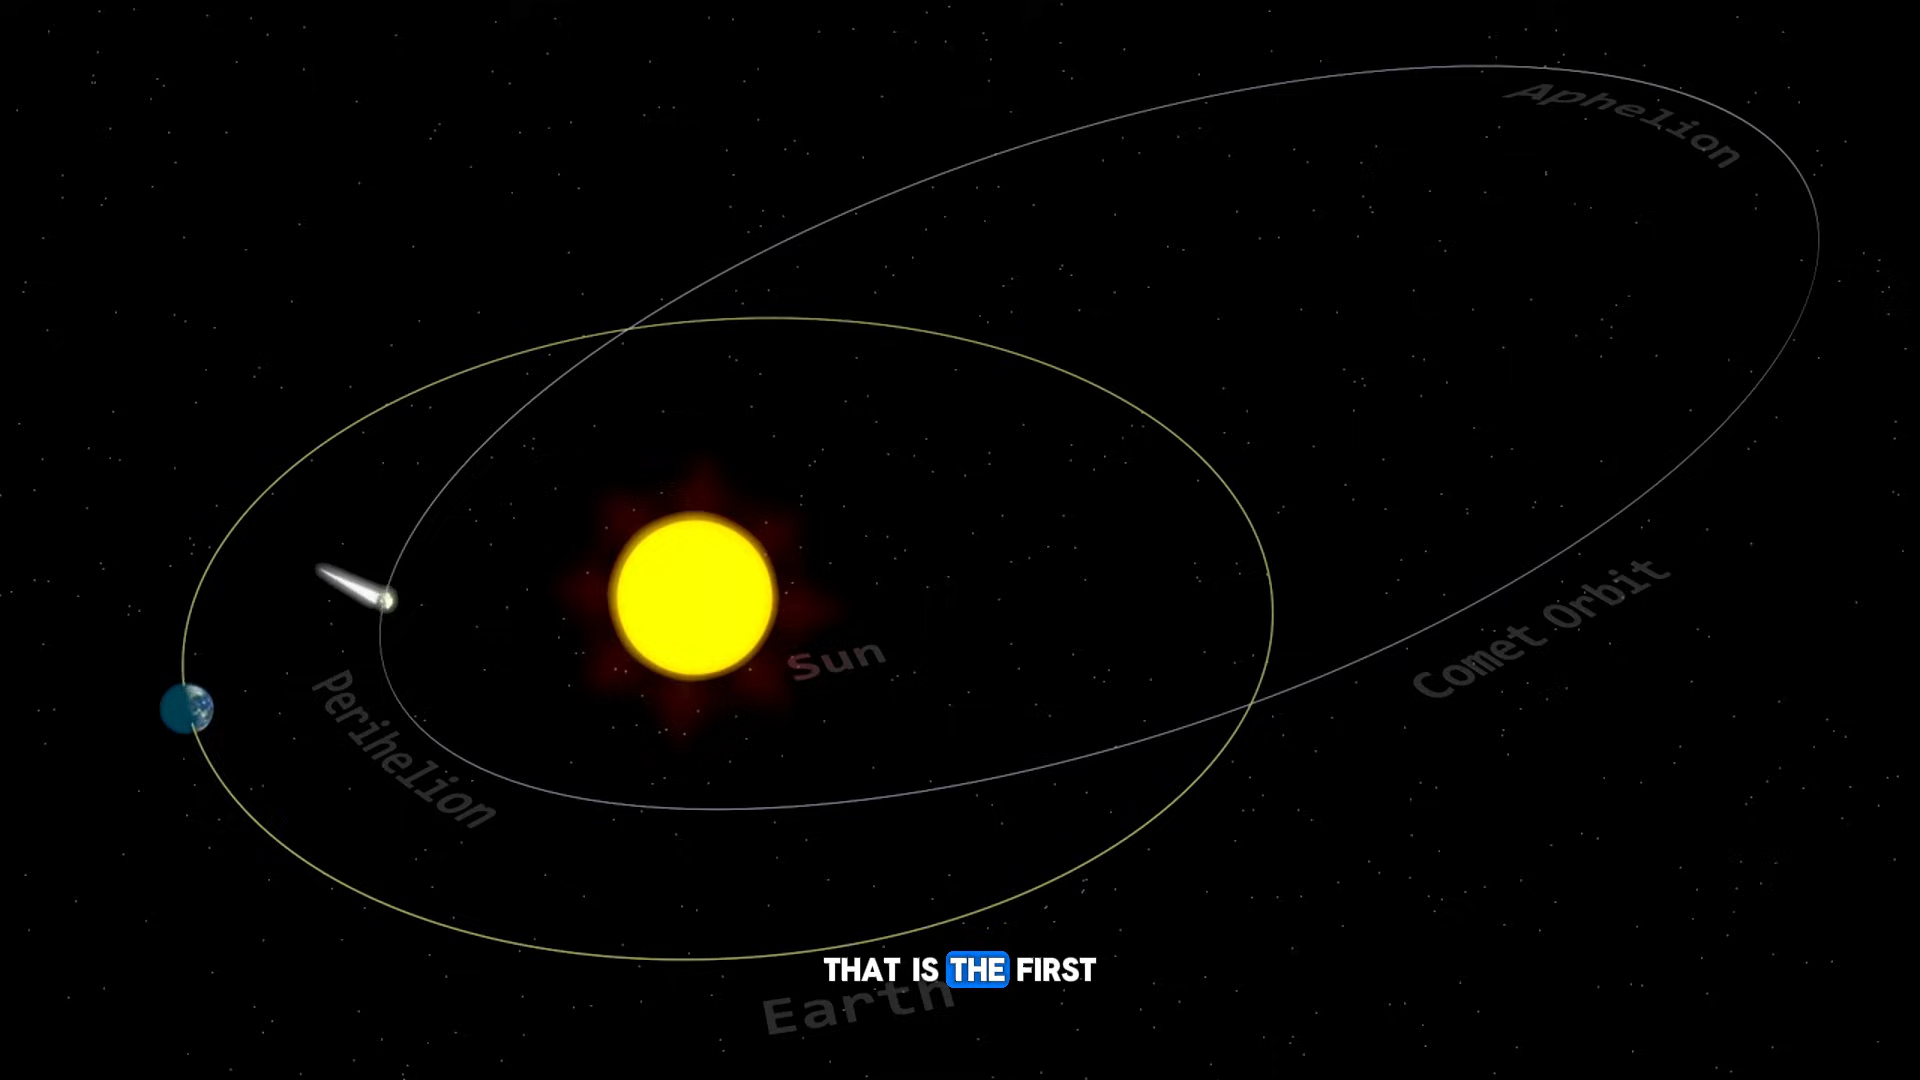 Aphelion
Comet Orbit
Sun
Perihelion
THAT IS THE FIRST
Earth